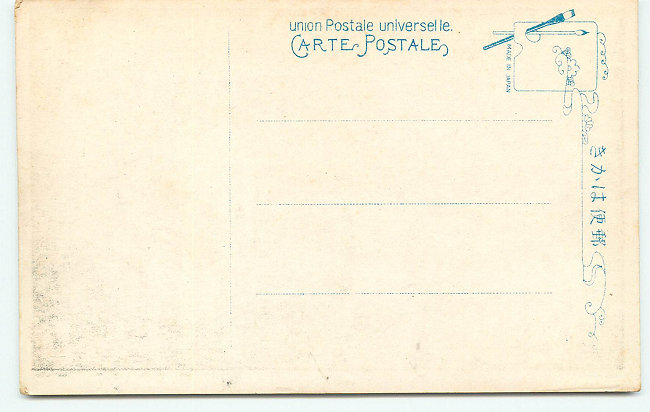 union Postale universelle.
CARTE POSTALE
MADE IN JAPAN
きかは便郵